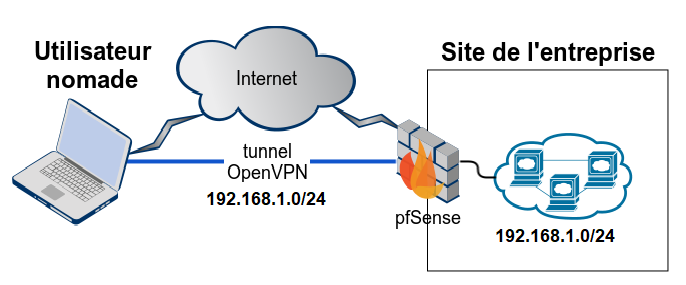 Utilisateur
nomade
Internet
Site de l'entreprise
tunnel
OpenVPN
192.168.1.0/24
pfSense
192.168.1.0/24